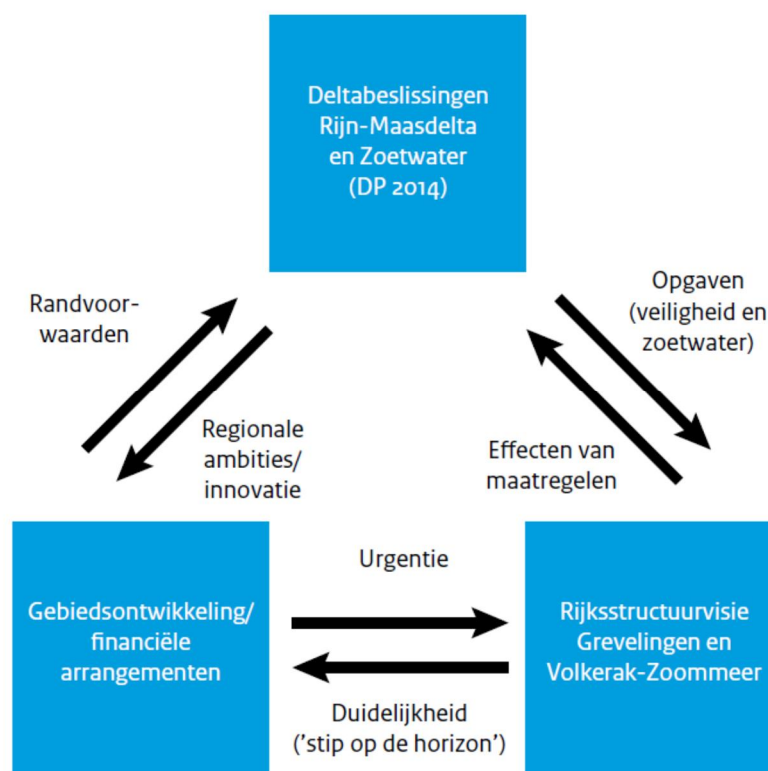 Deltabeslissingen
Rijn-Maasdelta
en Zoetwater
(DP 2014)
Randvoor-
waarden
Opgaven
(veiligheid en
zoetwater)
Regionale
ambities/
innovatie
Effecten van
maatregelen
Gebiedsontwikkeling/
financiële
arrangementen
Urgentie
Duidelijkheid
('stip op de horizon')
Rijksstructuurvisie
Grevelingen en
Volkerak-Zoommeer